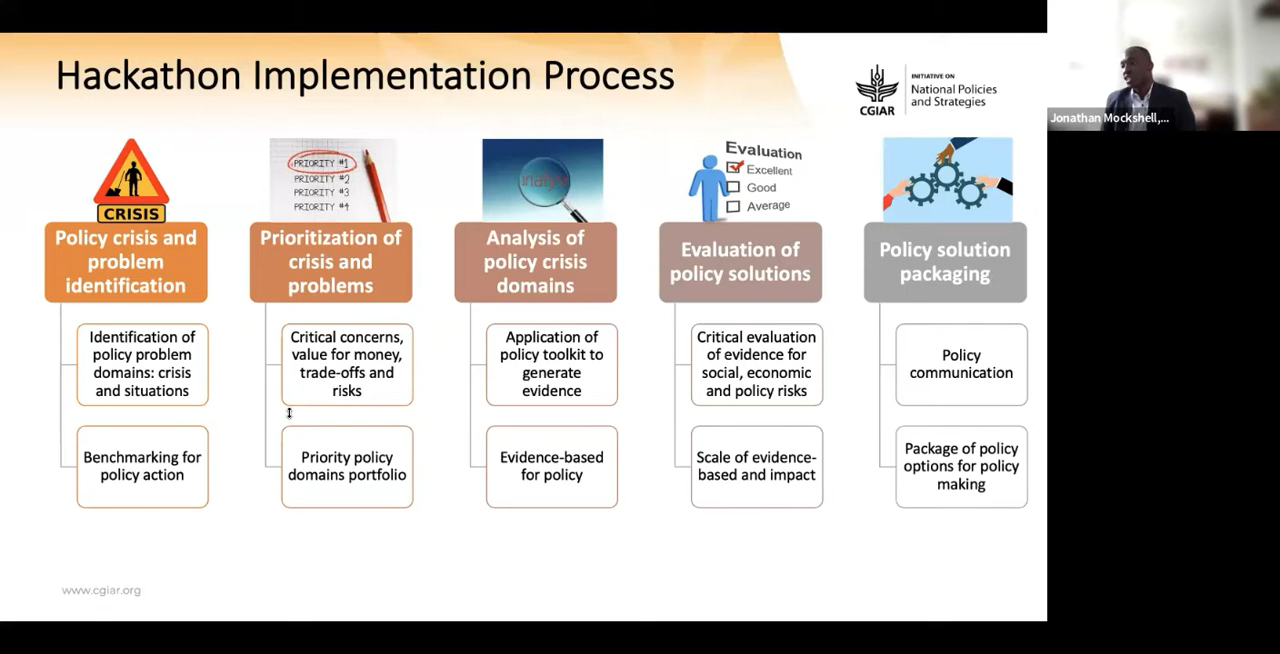 Hackathon Implementation Process
CGIAR
INITIATIVE ON
National Policies
and Strategies
Jonathan Mockshell,...
CRISIS
Policy crisis and
problem
identification
Identification of
policy problem
domains: crisis
and situations
Benchmarking for
policy action
PRIORITY #1
PRIORITY #2
PRIORITY #3
PRIORITY #4
Prioritization of
crisis and
problems
Critical concerns,
value for money,
trade-offs and
risks
Priority policy
domains portfolio
Analysis of
policy crisis
domains
Application of
policy toolkit to
generate
evidence
Evidence-based
for policy
Evaluation
Excellent
Good
Average
Evaluation of
policy solutions
Critical evaluation
of evidence for
social, economic
and policy risks
Scale of evidence-
based and impact
Policy solution
packaging
Policy
communication
Package of policy
options for policy
making
www.cgiar.org